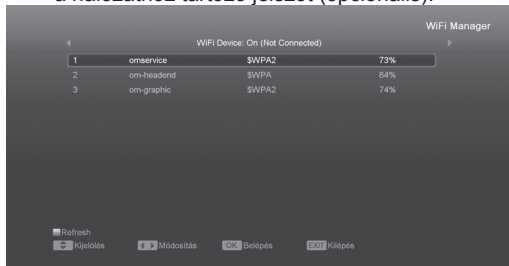 a hálózathoz tartozó jelszót (opcionális).
WiFi Manager
WiFi Device: On (Not Connected)
1 omservice $WPA2 73%
2 om-headend $WPA 84%
3 om-graphic $WPA2 74%
Refresh
Kijelölés Módosítás OK Belépés EXIT Kilépés